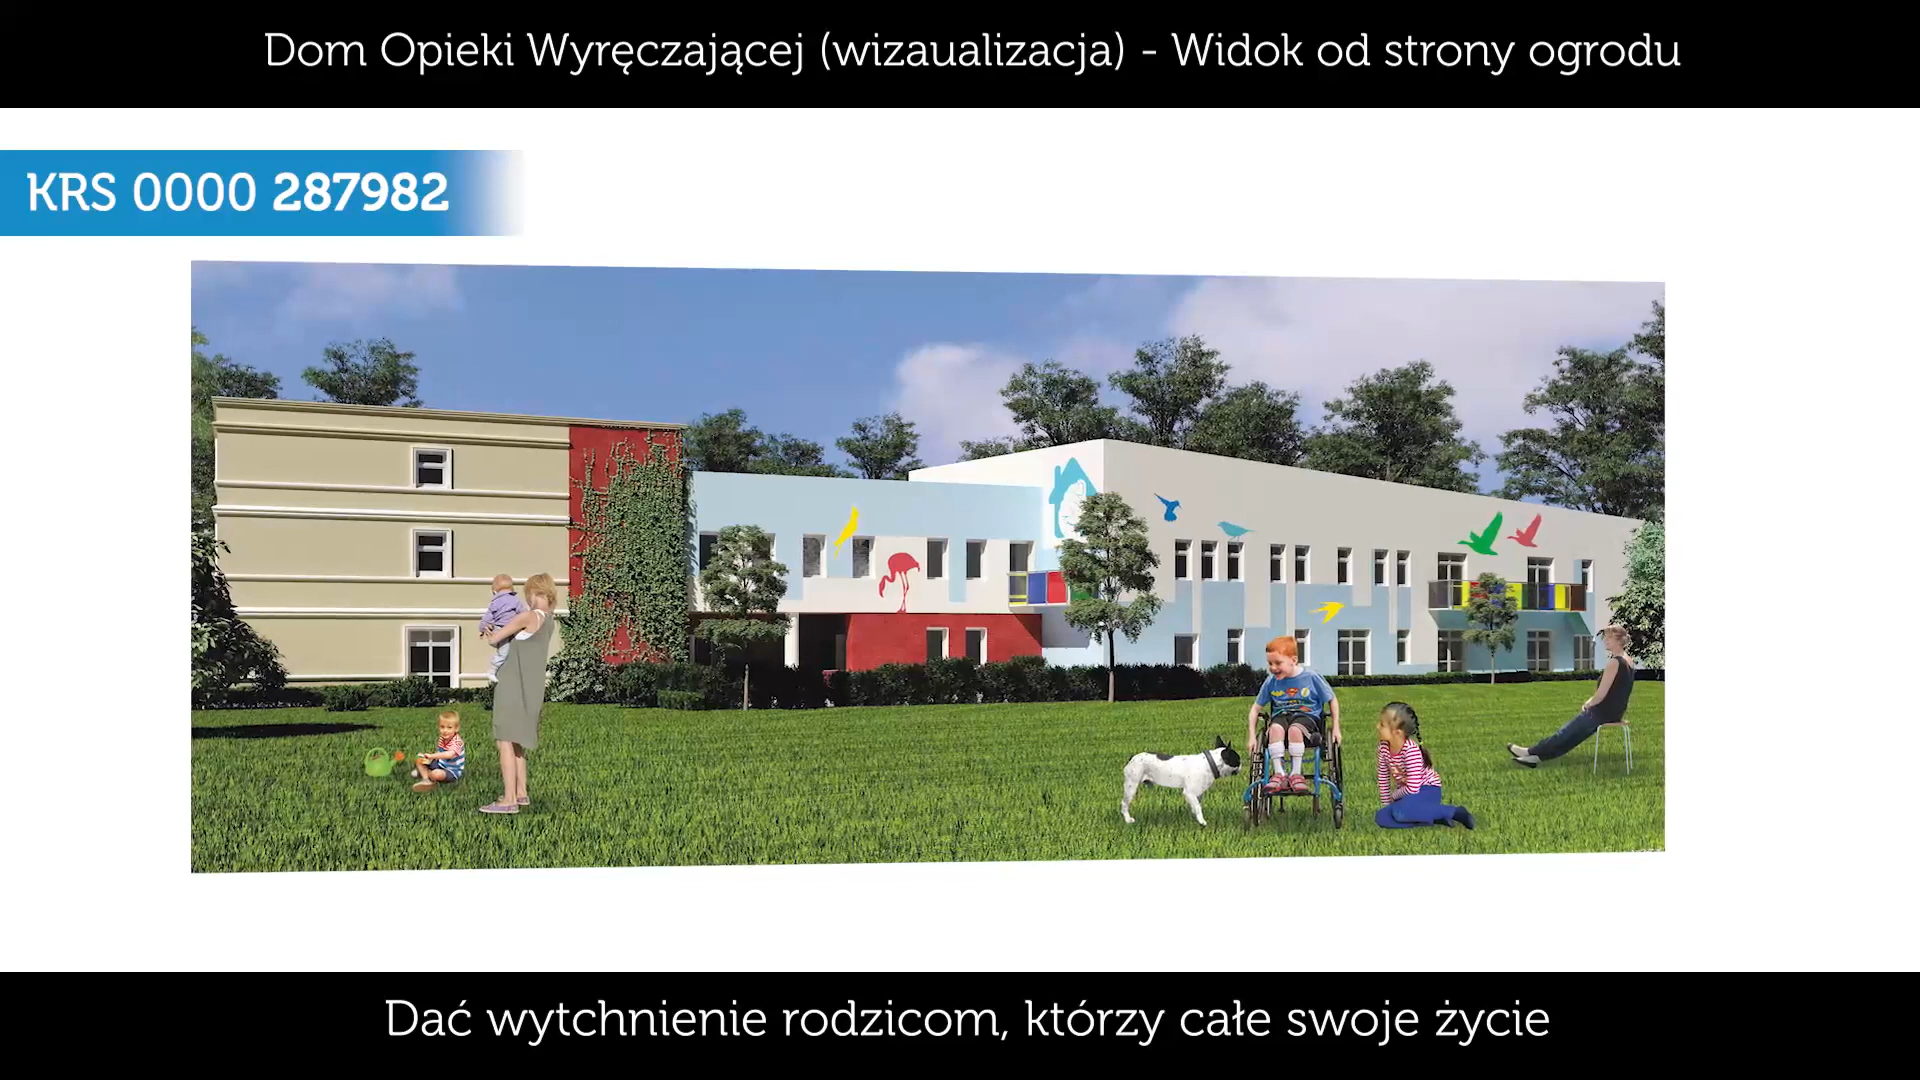 Dom Opieki Wyręczającej (wizaualizacja) - Widok od strony ogrodu
KRS 0000 287982
Dać wytchnienie rodzicom, którzy całe swoje życie